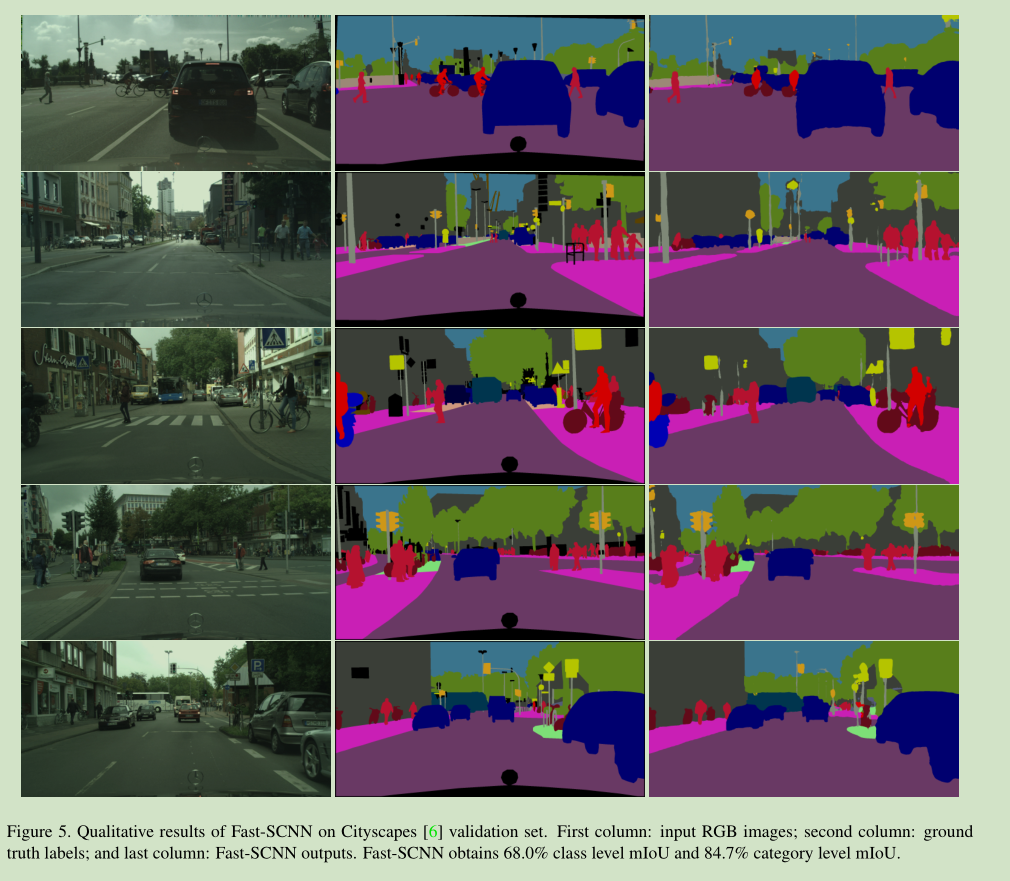 Figure 5. Qualitative results of Fast-SCNN on Cityscapes [6] validation set. First column: input RGB images; second column: ground
truth labels; and last column: Fast-SCNN outputs. Fast-SCNN obtains 68.0% class level mIoU and 84.7% category level mIoU.